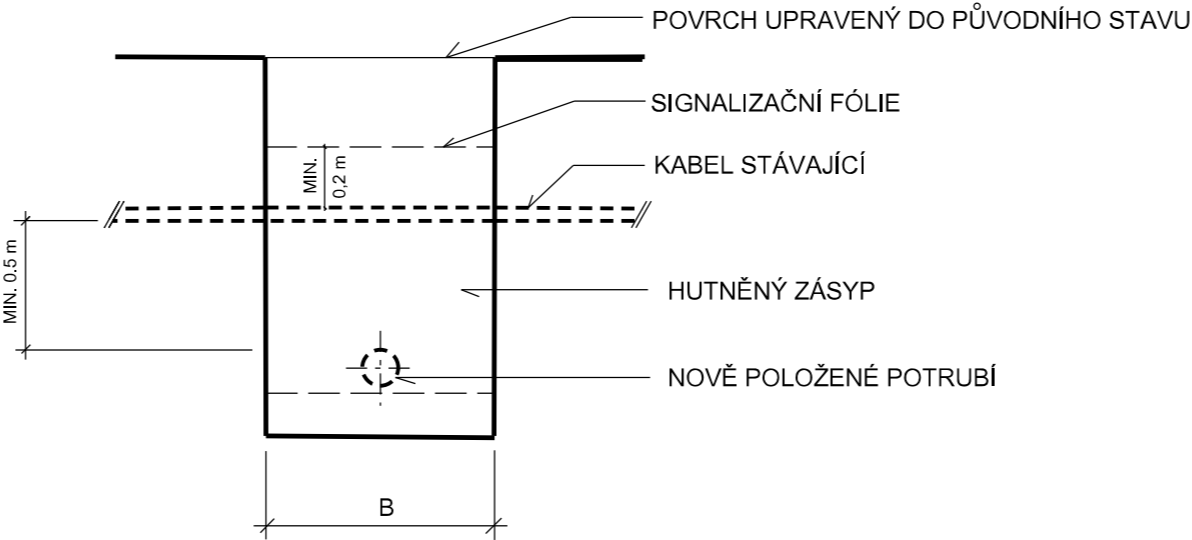 POVRCH UPRAVENÝ DO PŮVODNÍHO STAVU
SIGNALIZAČNÍ FÓLIE
MIN.
0,2 m
KABEL STÁVAJÍCÍ
MIN. 0.5 m
HUTNĚNÝ ZÁSYP
NOVĚ POLOŽENÉ POTRUBÍ
B